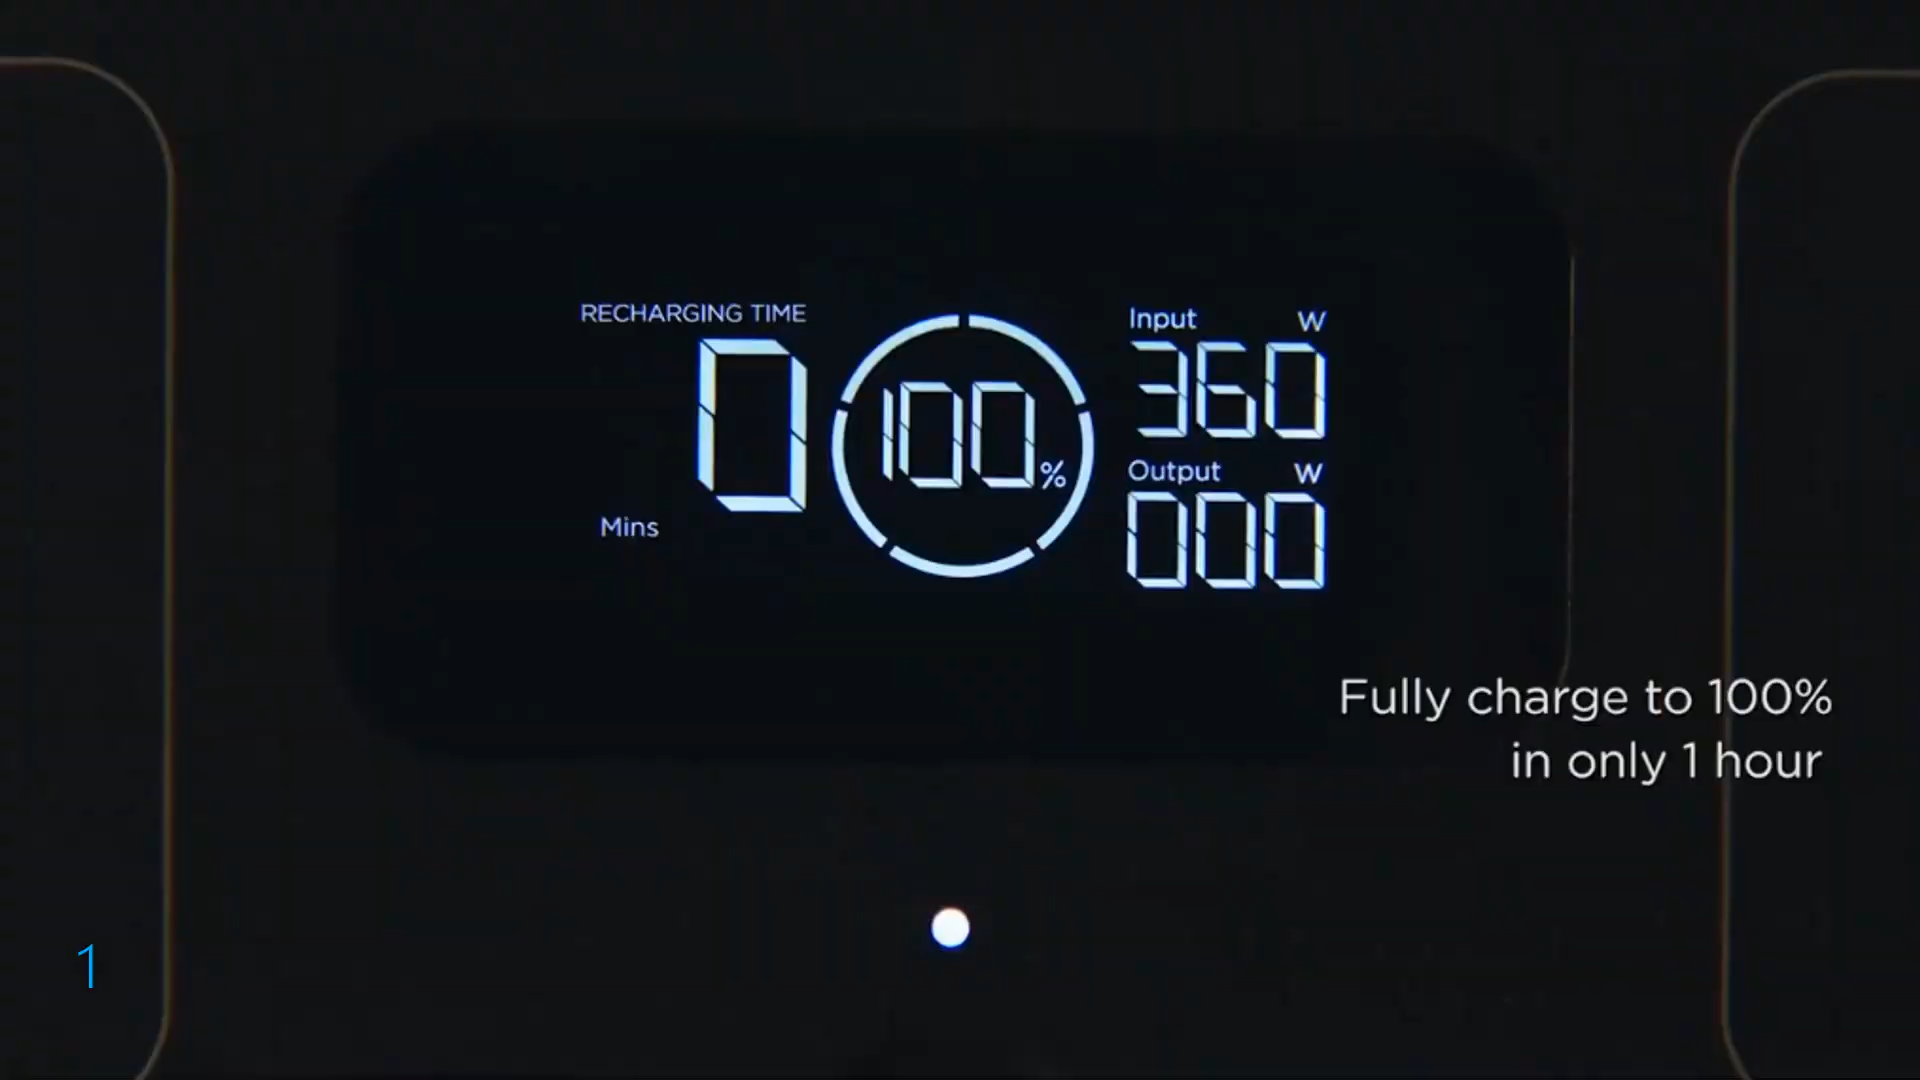 RECHARGING TIME
0
Mins
100%
Input W
360
Output W
000
Fully charge to 100%
in only 1 hour
1